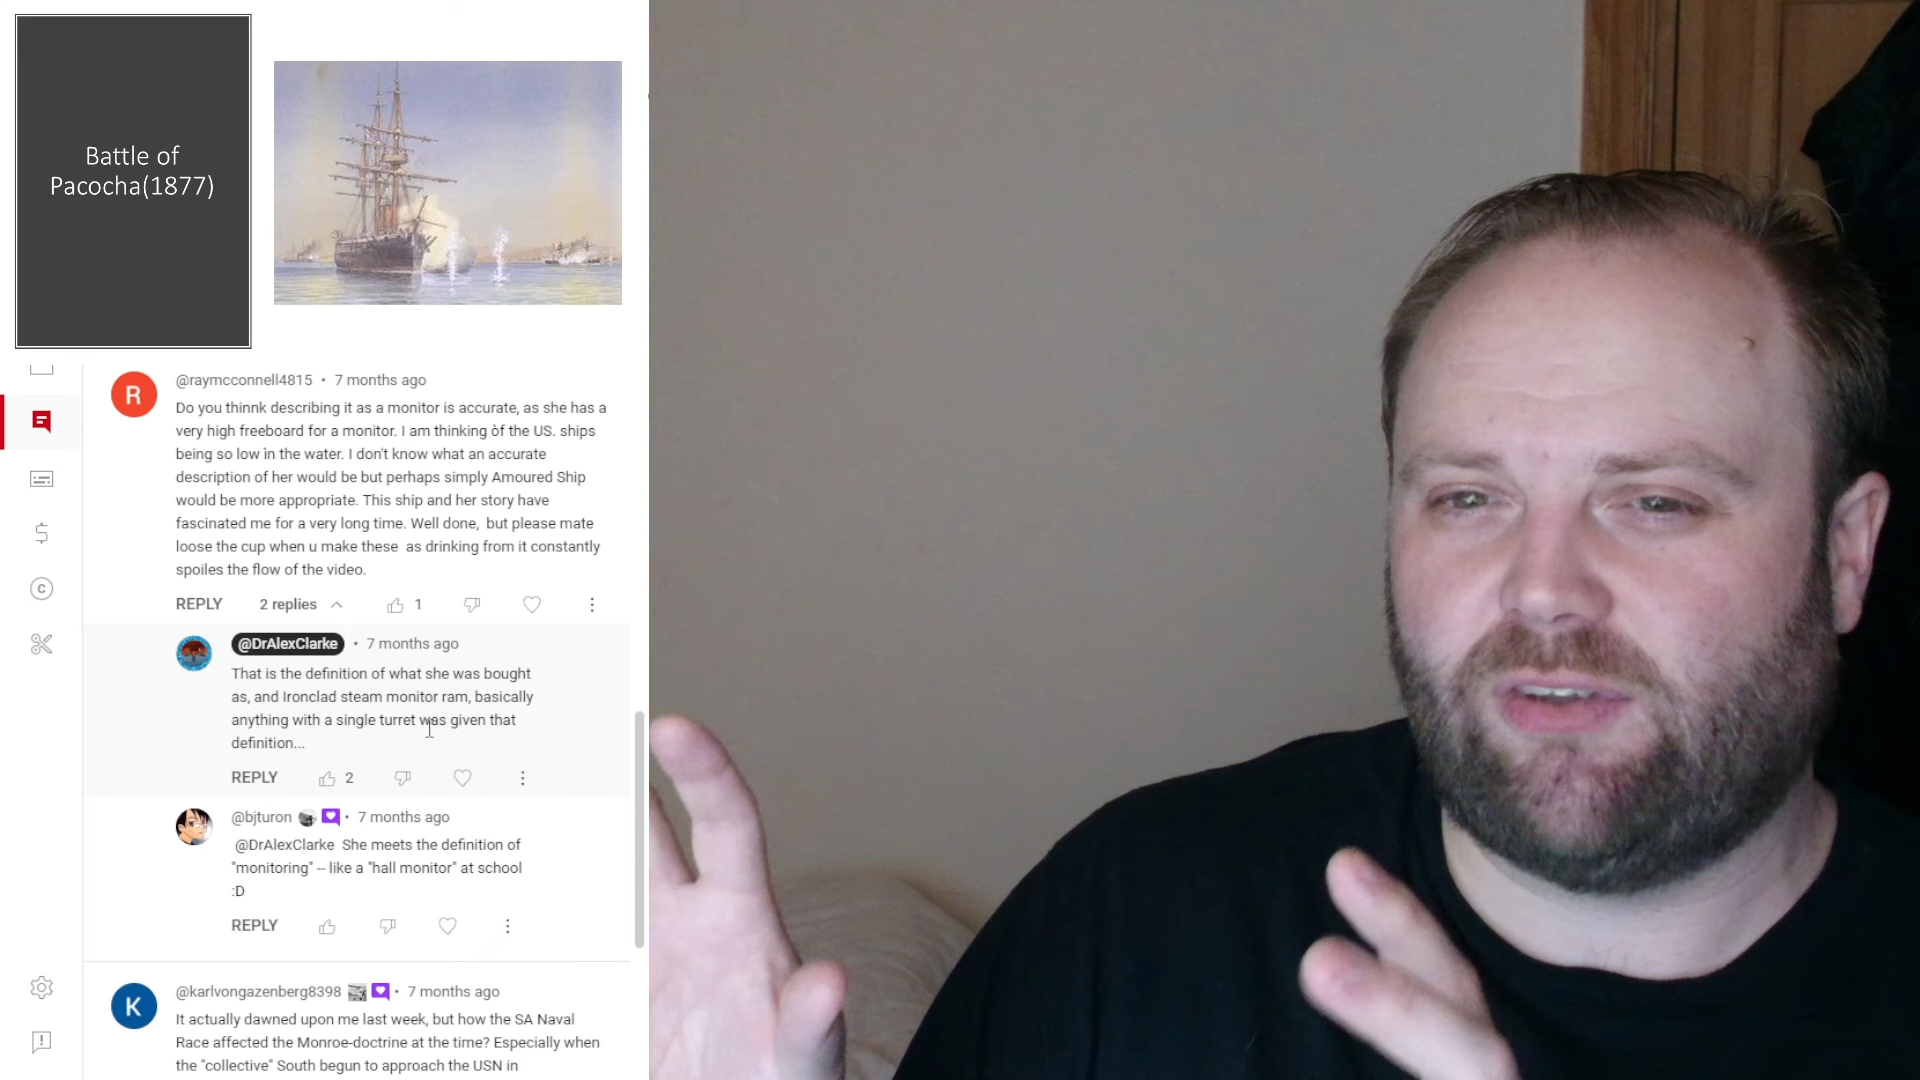 Battle of
Pacocha(1877)
R
@raymcconnell4815 • 7 months ago
Do you thinnk describing it as a monitor is accurate, as she has a
very high freeboard for a monitor. I am thinking òf the US. ships
being so low ìn the water. I don't know what an accurate
description of her would be but perhaps simply Amoured Ship
would be more appropriate. This ship and her story have
fascinated me for a very long time. Well done, but please mate
loose the cup when u make these as drinking from it constantly
spoiles the flow of the video.
REPLY 2 replies 1
@DrAlexClarke • 7 months ago
That is the definition of what she was bought
as, and Ironclad steam monitor ram, basically
anything with a single turret was given that
definition...
REPLY 2
@bjturon • 7 months ago
@DrAlexClarke She meets the definition of
"monitoring" -- like a "hall monitor" at school
:D
REPLY
K
@karlvongazenberg8398 • 7 months ago
It actually dawned upon me last week, but how the SA Naval
Race affected the Monroe-doctrine at the time? Especially when
the "collective" South begun to approach the USN in